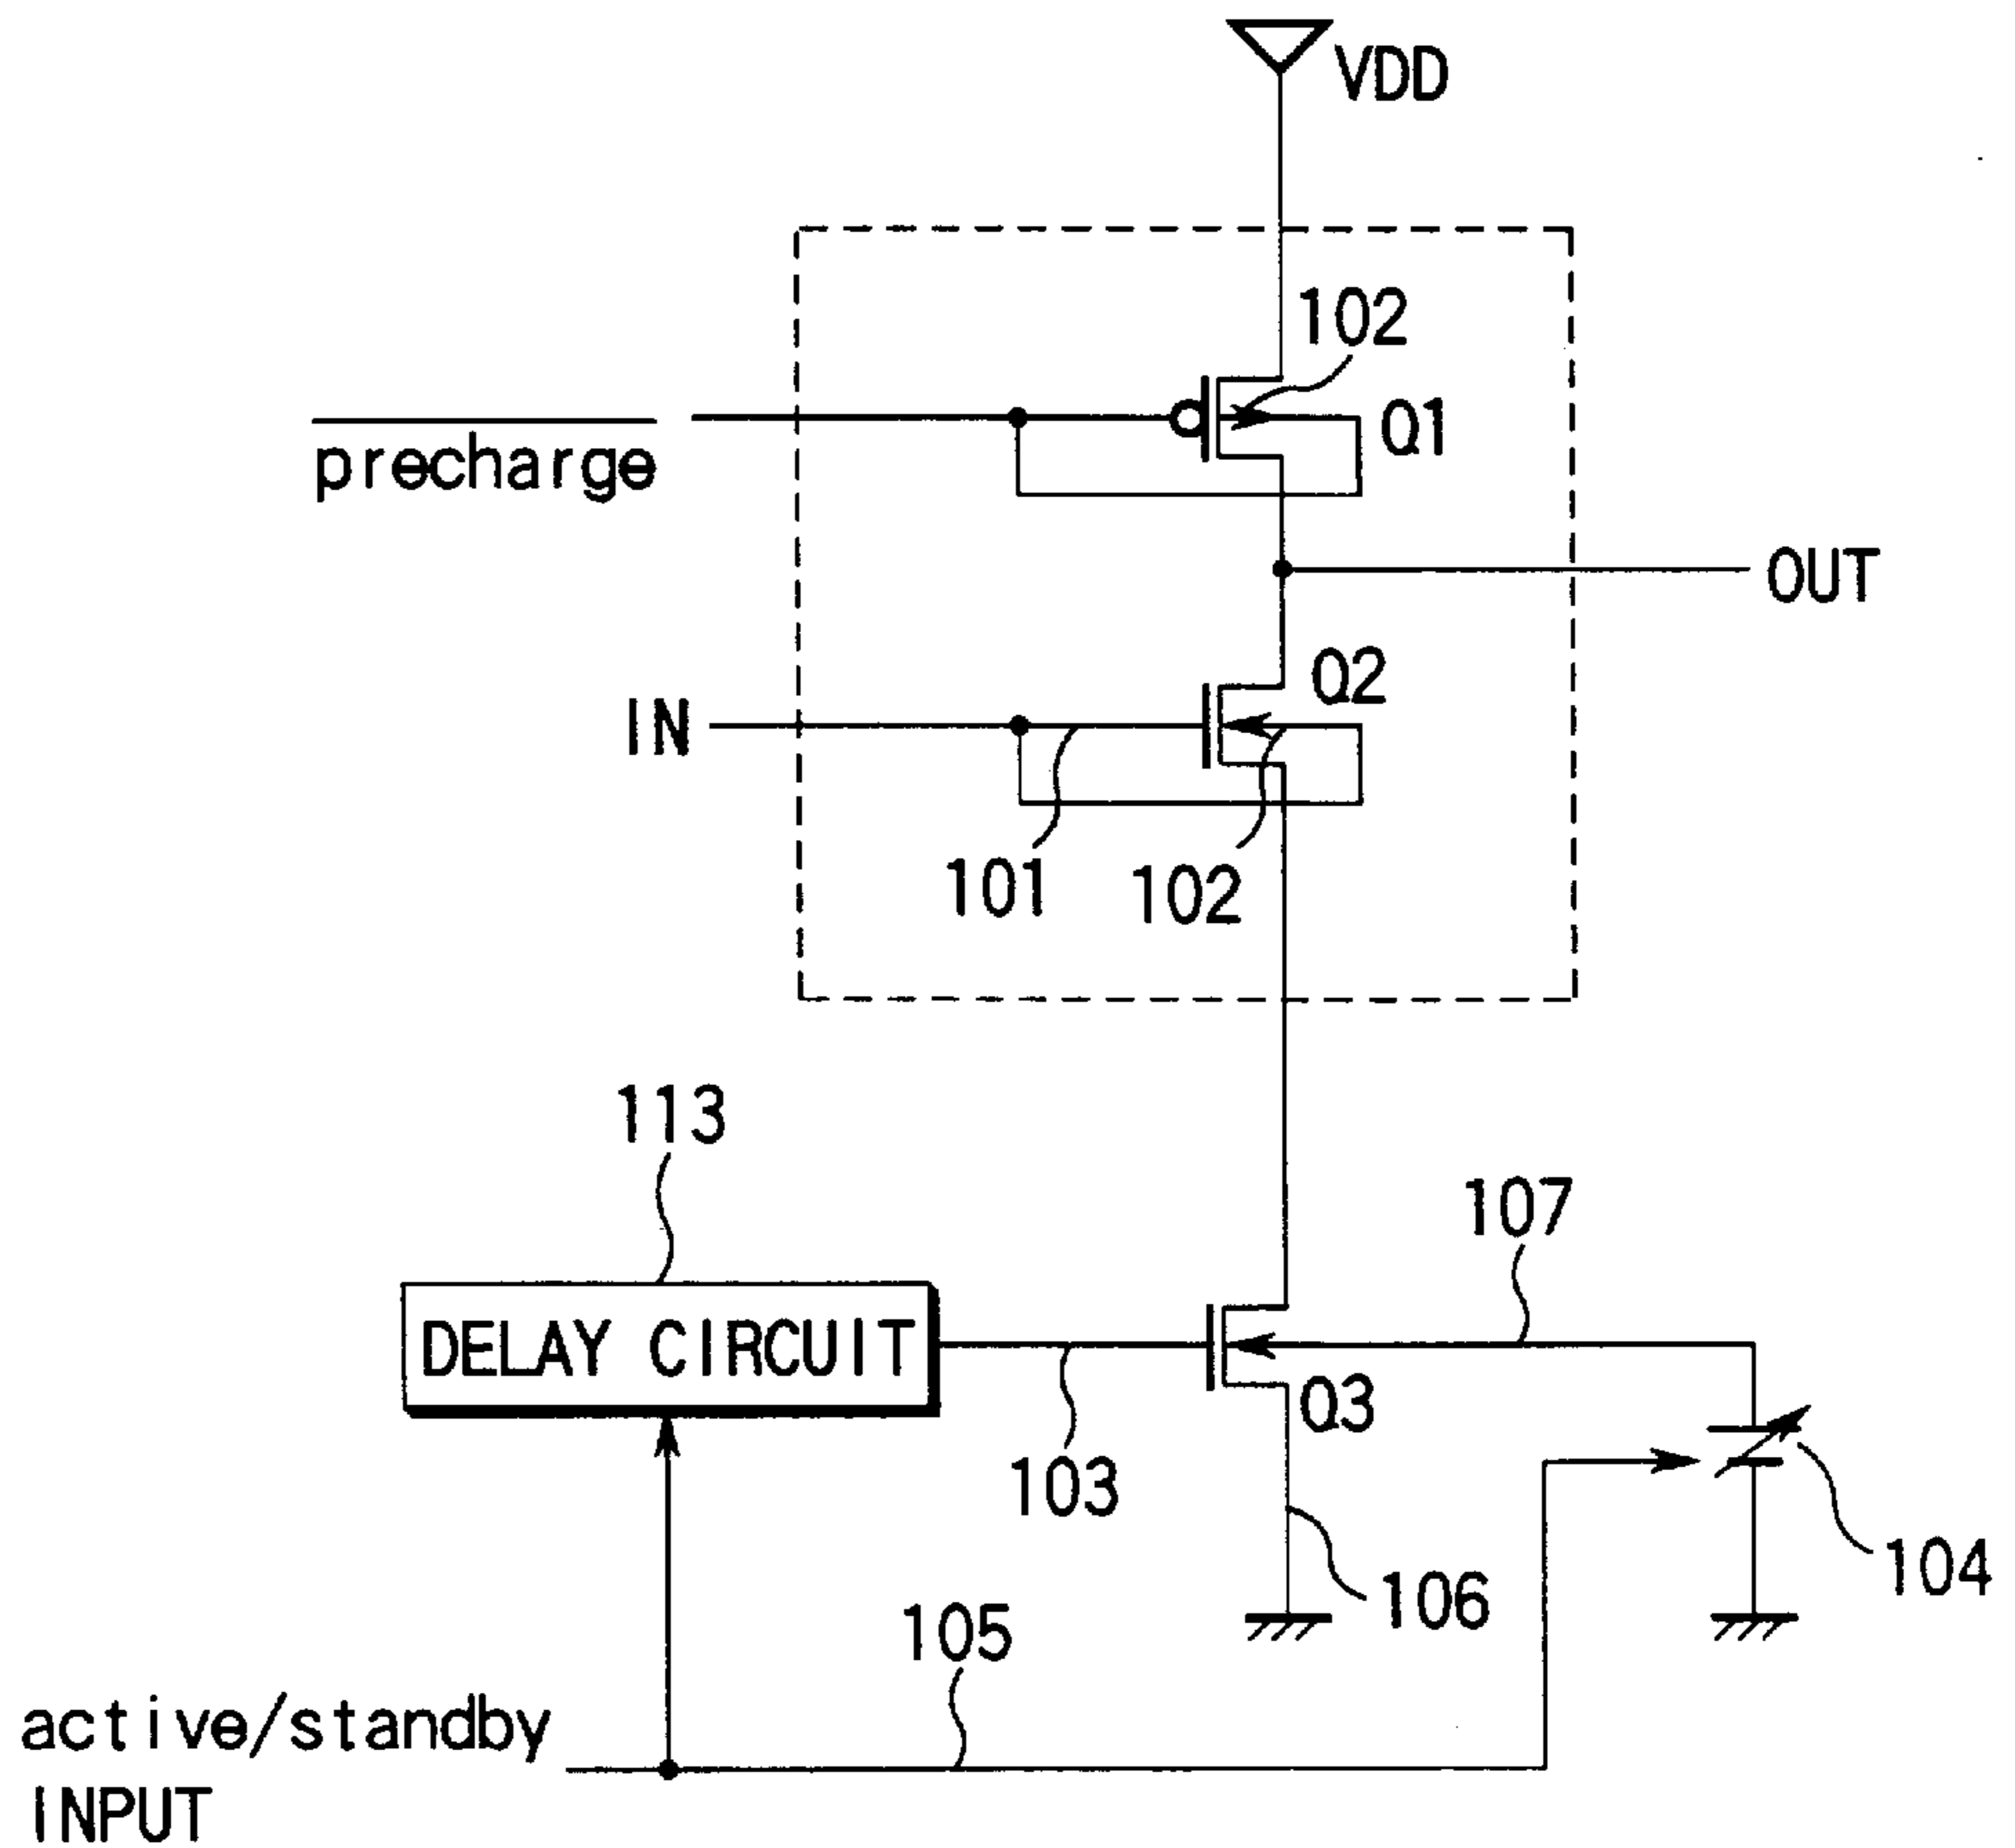 VDD
102
Q1
precharge
OUT
Q2
IN
101
102
113
107
DELAY CIRCUIT
Q3
103
104
106
105
active/standby
INPUT